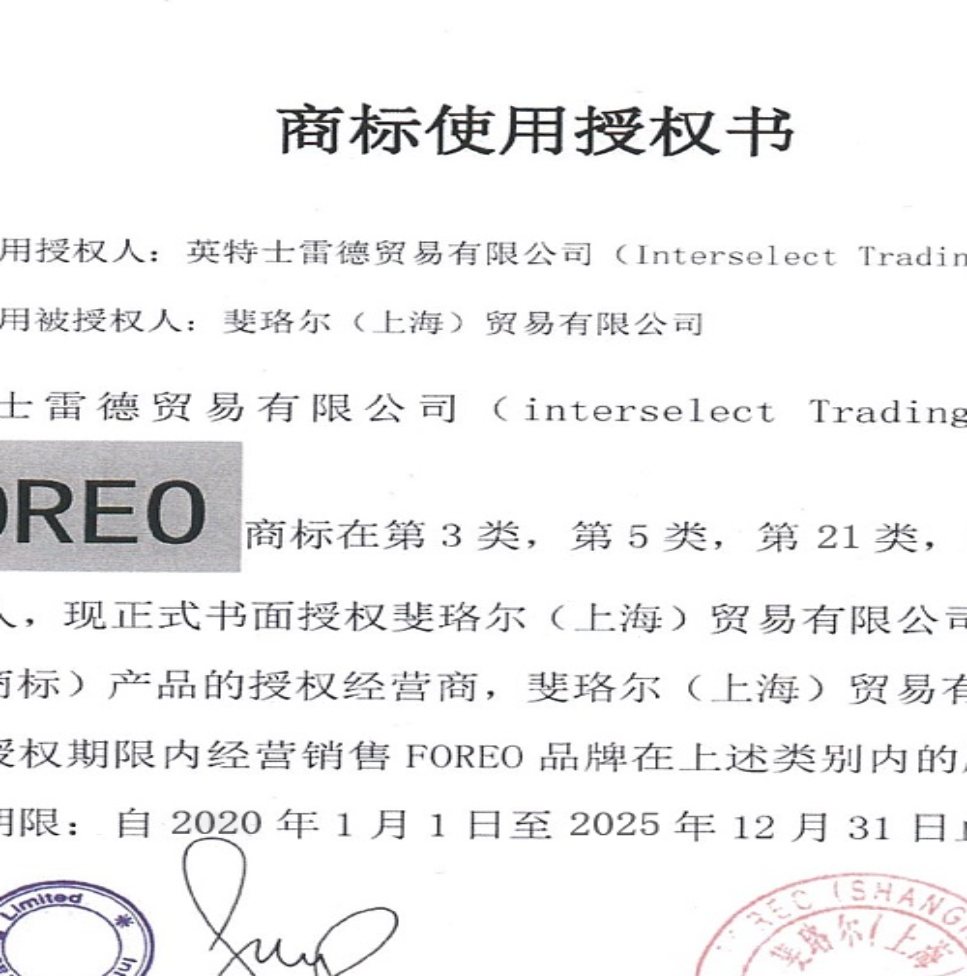 商标使用授权书
用授权人：英特士雷德贸易有限公司（Interselect Tradin
用被授权人：斐珞尔（上海）贸易有限公司
士雷德贸易有限公司（interselect Trading
OREO 商标在第 3 类，第 5 类，第 21 类，
人，现正式书面授权斐珞尔（上海）贸易有限公司
商标）产品的授权经营商，斐珞尔（上海）贸易有
授权期限内经营销售 FOREO 品牌在上述类别内的
期限：自 2020 年 1 月 1 日至 2025 年 12 月 31 日止
Limited * Int
REO (SHANG
斐珞尔(上海